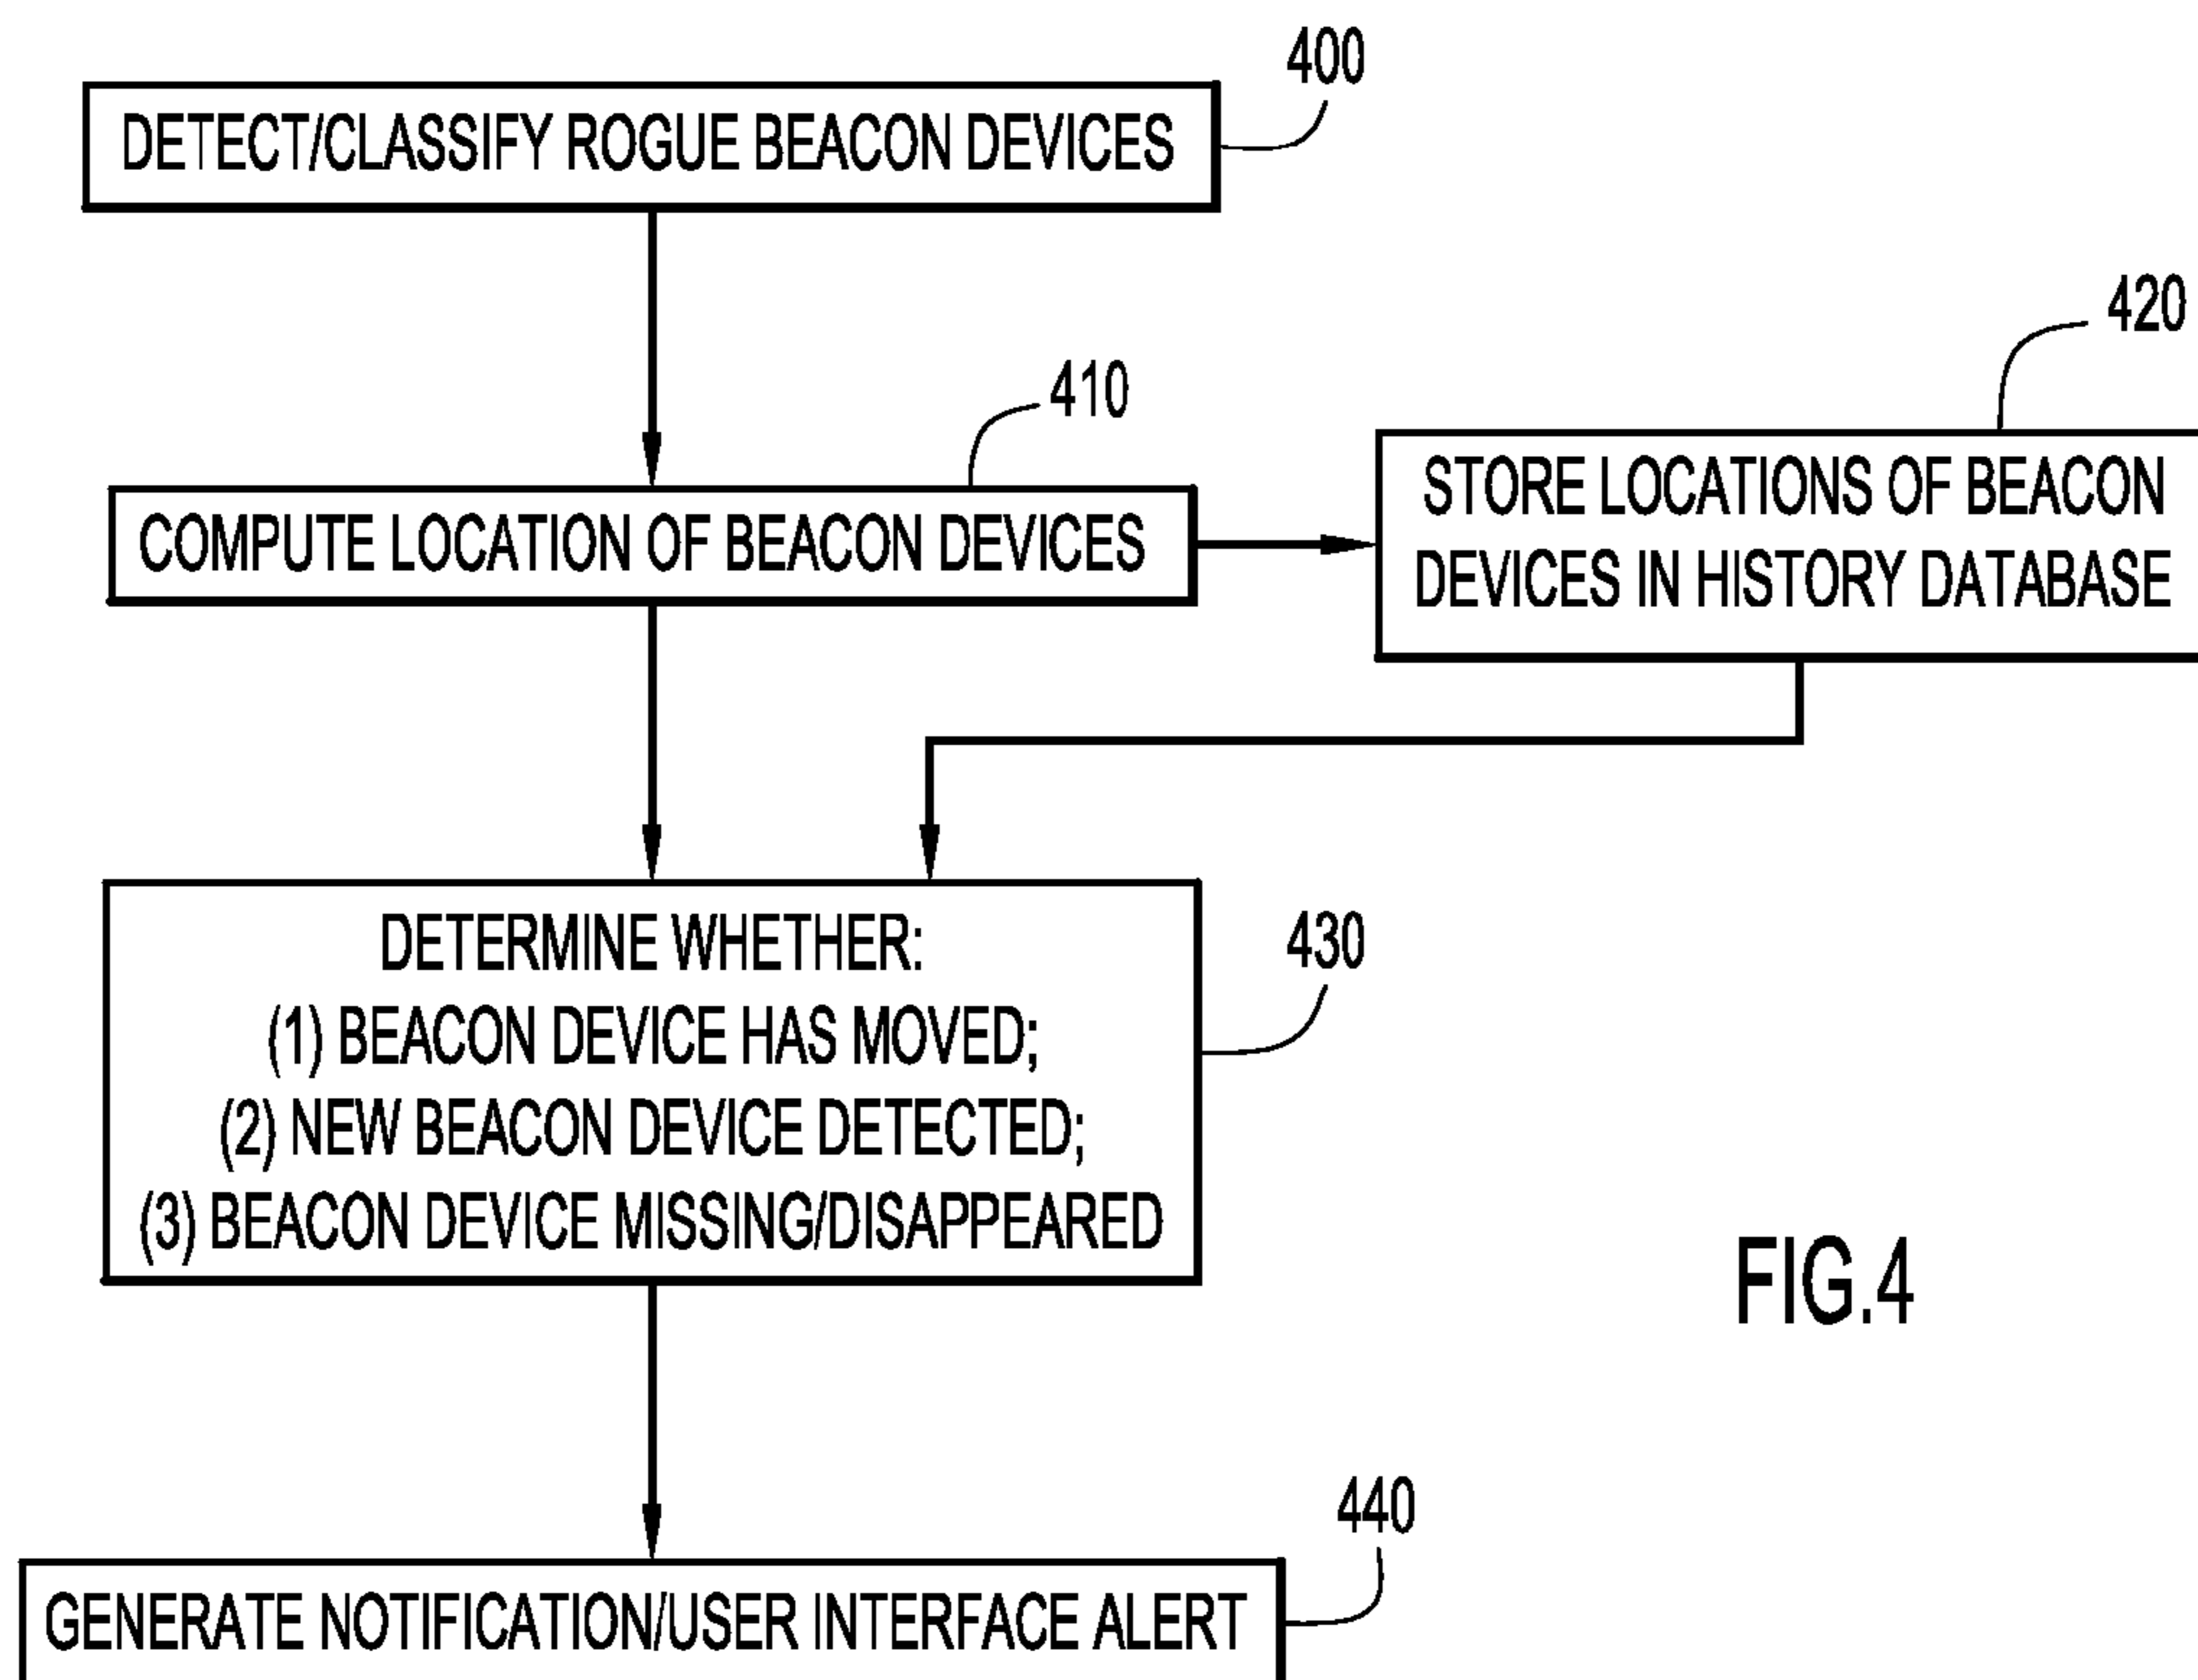 400
DETECT/CLASSIFY ROGUE BEACON DEVICES
420
410
COMPUTE LOCATION OF BEACON DEVICES
STORE LOCATIONS OF BEACON
DEVICES IN HISTORY DATABASE
430
DETERMINE WHETHER:
(1) BEACON DEVICE HAS MOVED;
(2) NEW BEACON DEVICE DETECTED;
(3) BEACON DEVICE MISSING/DISAPPEARED
FIG.4
440
GENERATE NOTIFICATION/USER INTERFACE ALERT